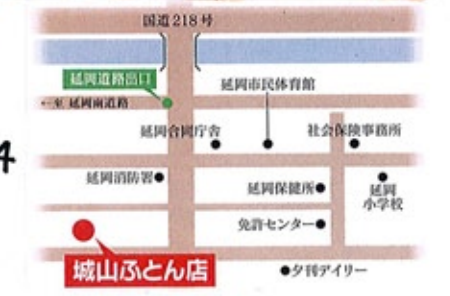 国道218号
延岡道路出口
←至 延岡南道路
延岡市民体育館
延岡合同庁舎
社会保険事務所
延岡消防署●
延岡保健所●
延岡
小学校
免許センター●
城山ふとん店
●夕刊デイリー